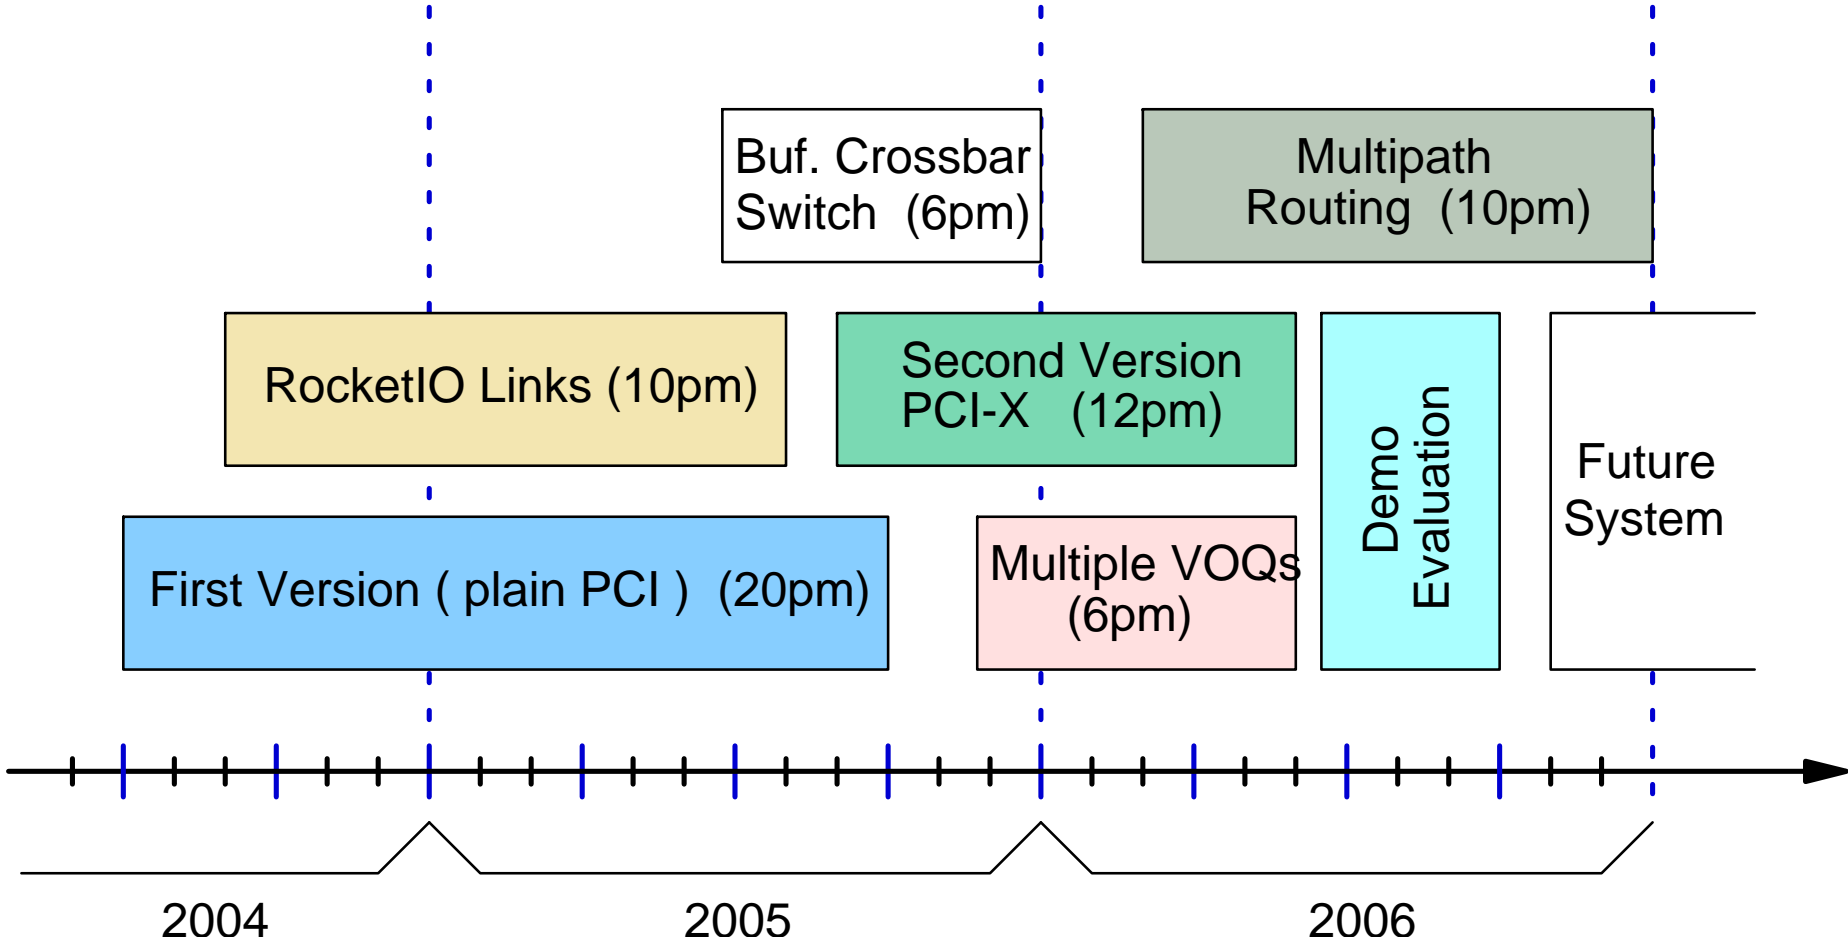 Buf. Crossbar
Switch (6pm)
Multipath
Routing (10pm)
RocketIO Links (10pm)
Second Version
PCI-X (12pm)
Demo
Evaluation
Future
System
First Version ( plain PCI ) (20pm)
Multiple VOQs
(6pm)
2004
2005
2006